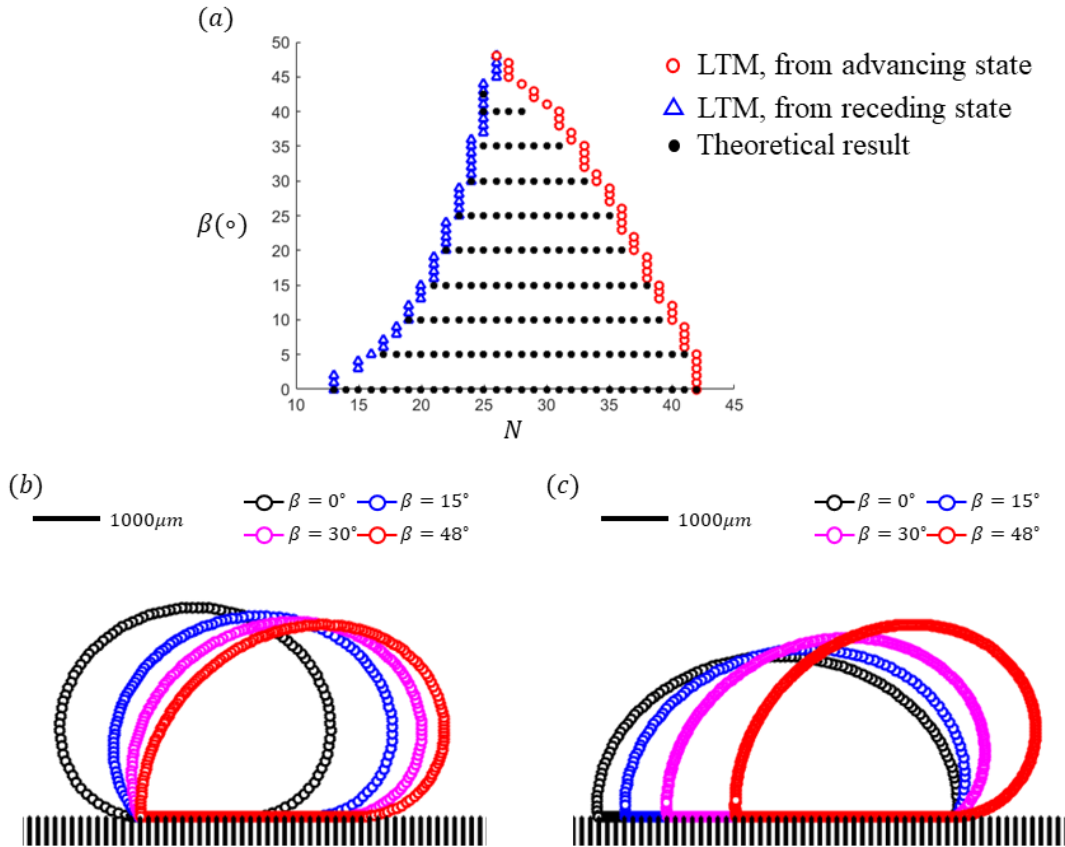 (a)
50
45
40
35
30
25
20
15
10
5
0
β(∘)
10 15 20 25 30 35 40 45
N
LTM, from advancing state
LTM, from receding state
Theoretical result
(b)
1000μm
β = 0° β = 15°
β = 30° β = 48°
(c)
1000μm
β = 0° β = 15°
β = 30° β = 48°